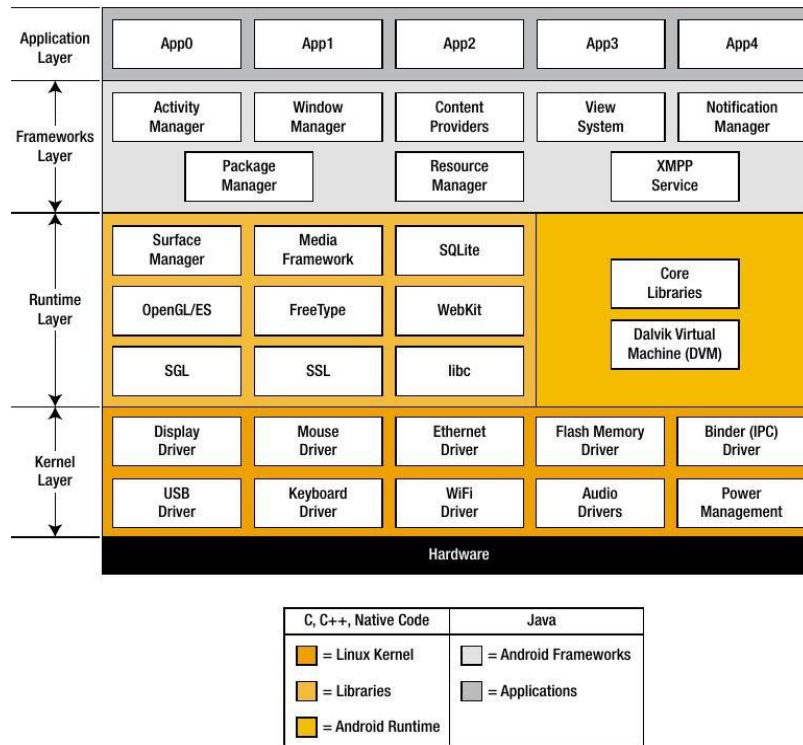 Application
Layer
App0
App1
App2
App3
App4
Frameworks
Layer
Activity
Manager
Window
Manager
Content
Providers
View
System
Notification
Manager
Package
Manager
Resource
Manager
XMPP
Service
Runtime
Layer
Surface
Manager
Media
Framework
SQLite
OpenGL/ES
FreeType
WebKit
SGL
SSL
libc
Core
Libraries
Dalvik Virtual
Machine (DVM)
Kernel
Layer
Display
Driver
Mouse
Driver
Ethernet
Driver
Flash Memory
Driver
Binder (IPC)
Driver
USB
Driver
Keyboard
Driver
WiFi
Driver
Audio
Drivers
Power
Management
Hardware
C, C++, Native Code
Java
= Linux Kernel
= Android Frameworks
= Libraries
= Applications
= Android Runtime